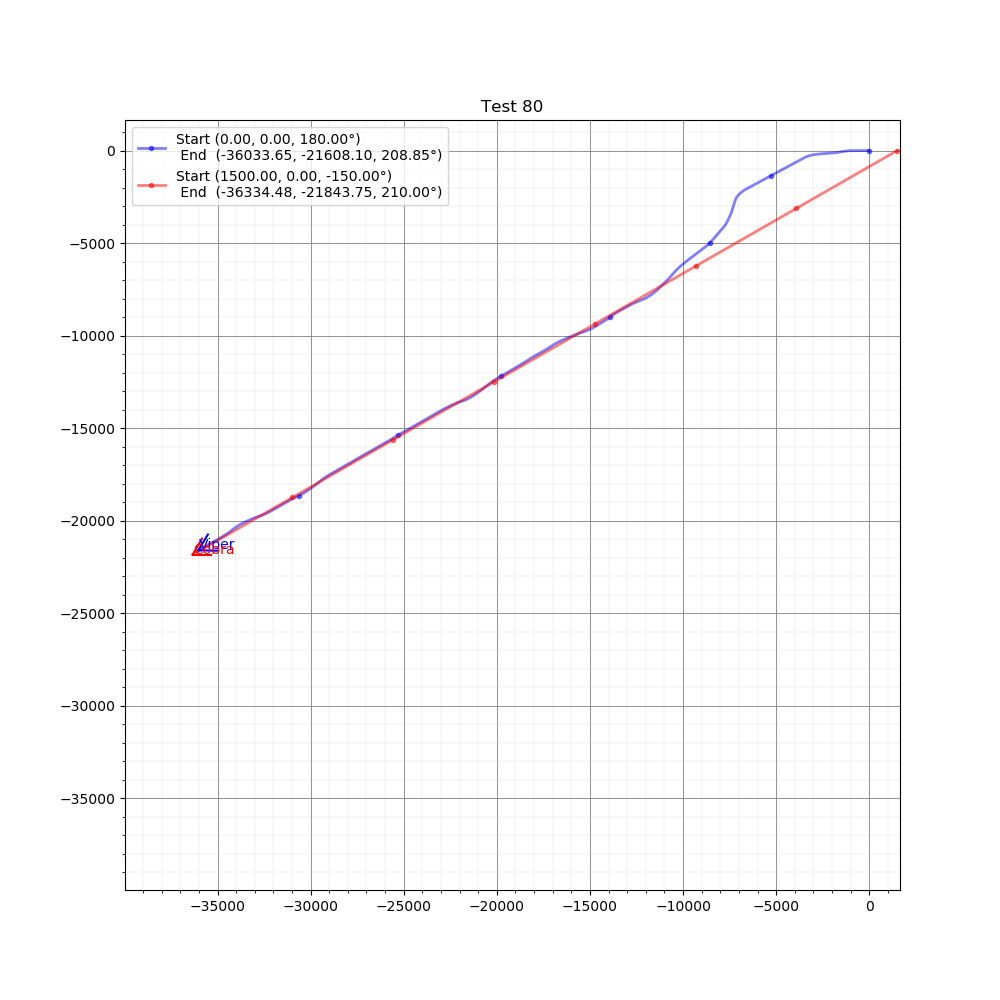 Test 80
Start (0.00, 0.00, 180.00°)
End  (-36033.65, -21608.10, 208.85°)
Start (1500.00, 0.00, -150.00°)
End  (-36334.48, -21843.75, 210.00°)
0
−5000
−10000
−15000
−20000
−25000
−30000
−35000
−35000 −30000 −25000 −20000 −15000 −10000 −5000 0